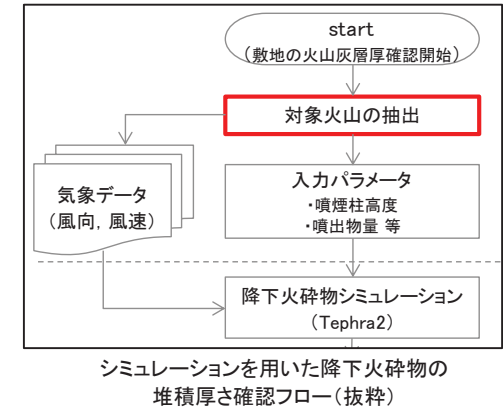 start
(敷地の火山灰層厚確認開始)
対象火山の抽出
気象データ
(風向, 風速)
入力パラメータ
・噴煙柱高度
・噴出物量 等
降下火砕物シミュレーション
(Tephra2)
シミュレーションを用いた降下火砕物の
堆積厚さ確認フロー(抜粋)